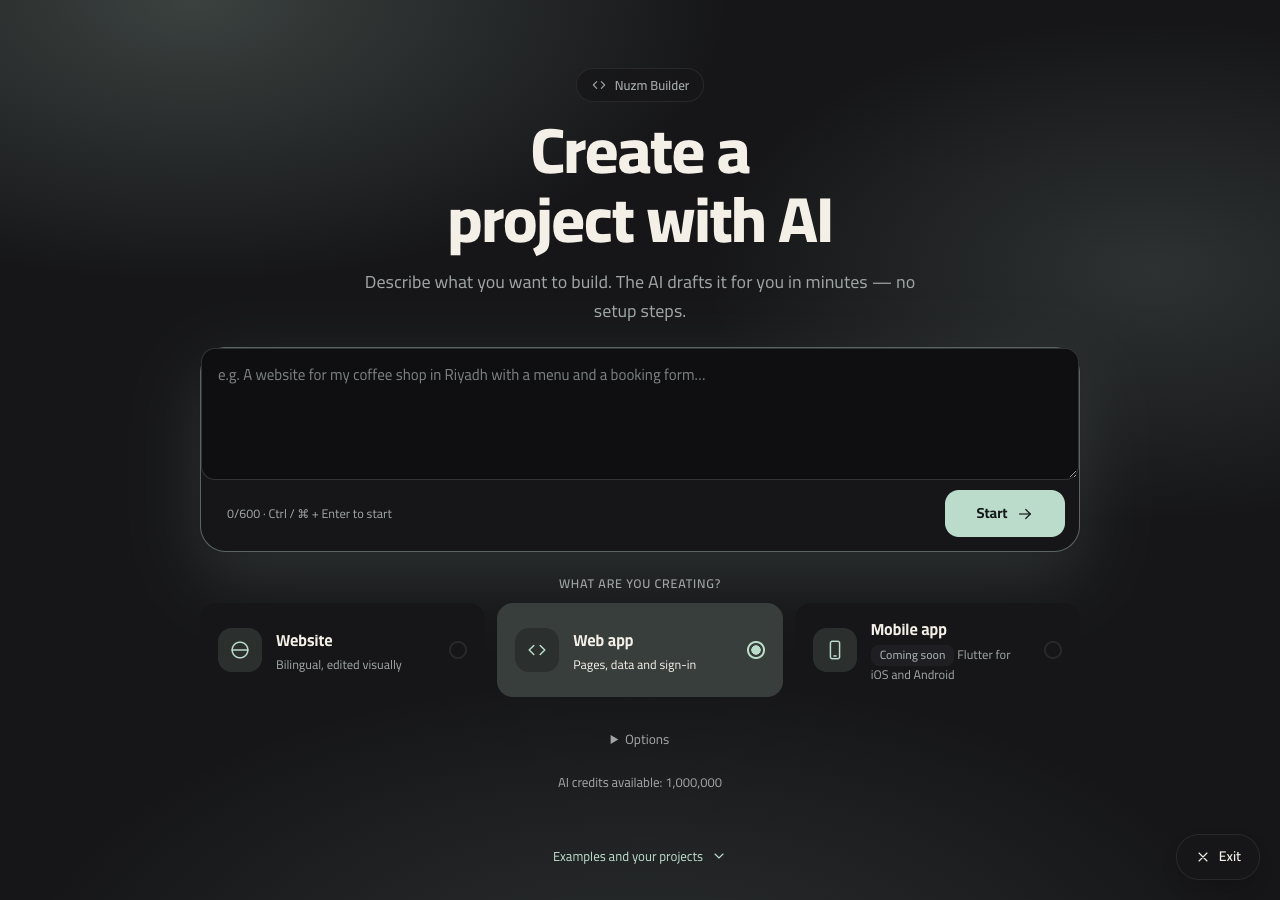 Nuzm Builder
Create a
project with AI
Describe what you want to build. The AI drafts it for you in minutes — no
setup steps.
e.g. A website for my coffee shop in Riyadh with a menu and a booking form...
0/600 · Ctrl / ⌘ + Enter to start
Start
WHAT ARE YOU CREATING?
Website
Bilingual, edited visually
Web app
Pages, data and sign-in
Mobile app
Coming soon Flutter for
iOS and Android
Options
AI credits available: 1,000,000
Examples and your projects
Exit